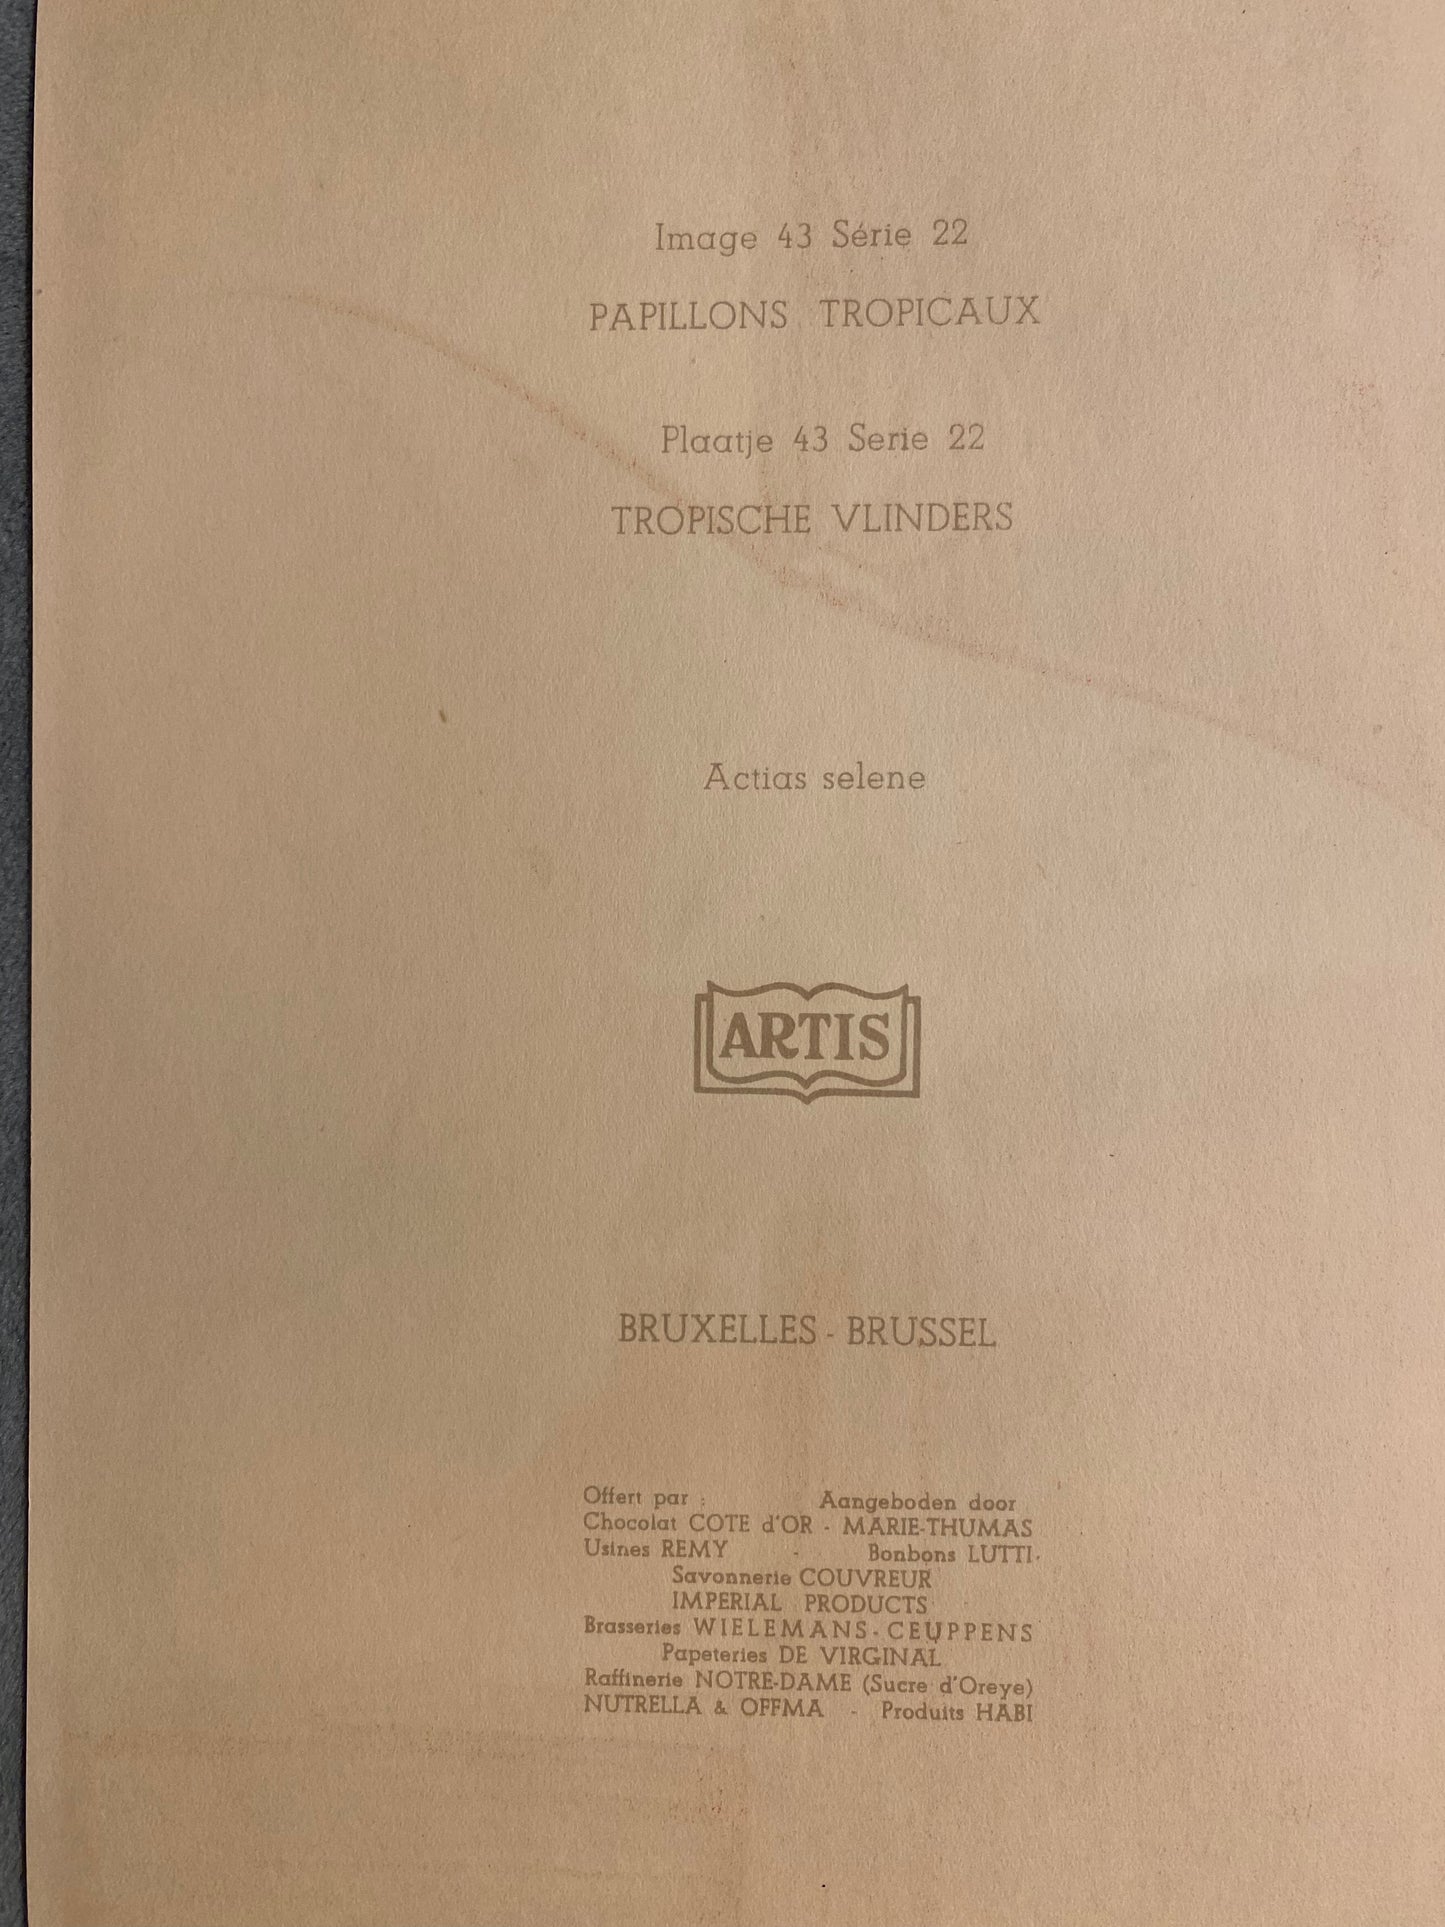 Image 43 Série 22
PAPILLONS TROPICAUX
Plaatje 43 Serie 22
TROPISCHE VLINDERS
Actias selene
ARTIS
BRUXELLES - BRUSSEL
Offert par : Aangeboden door
Chocolat COTE d'OR - MARIE-THUMAS
Usines REMY - Bonbons LUTTI
Savonnerie COUVREUR
IMPERIAL PRODUCTS
Brasseries WIELEMANS - CEUPPENS
Papeteries DE VIRGINAL
Raffinerie NOTRE-DAME (Sucre d'Oreye)
NUTRELLA & OFFMA - Produits HABI